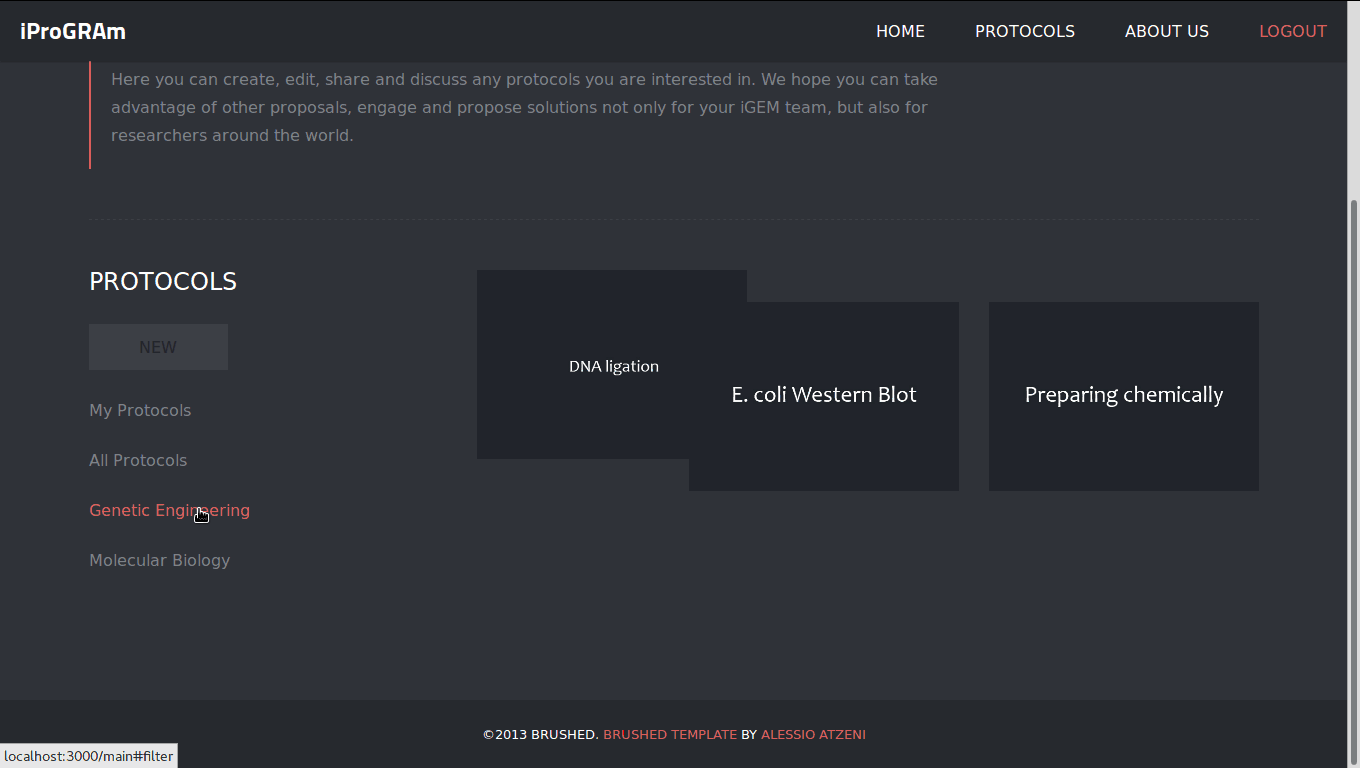 iProGRAm
HOME PROTOCOLS ABOUT US LOGOUT
Here you can create, edit, share and discuss any protocols you are interested in. We hope you can take
advantage of other proposals, engage and propose solutions not only for your iGEM team, but also for
researchers around the world.
PROTOCOLS
NEW
My Protocols
All Protocols
Genetic Engineering
Molecular Biology
DNA ligation
E. coli Western Blot
Preparing chemically
©2013 BRUSHED. BRUSHED TEMPLATE BY ALESSIO ATZENI
localhost:3000/main#filter